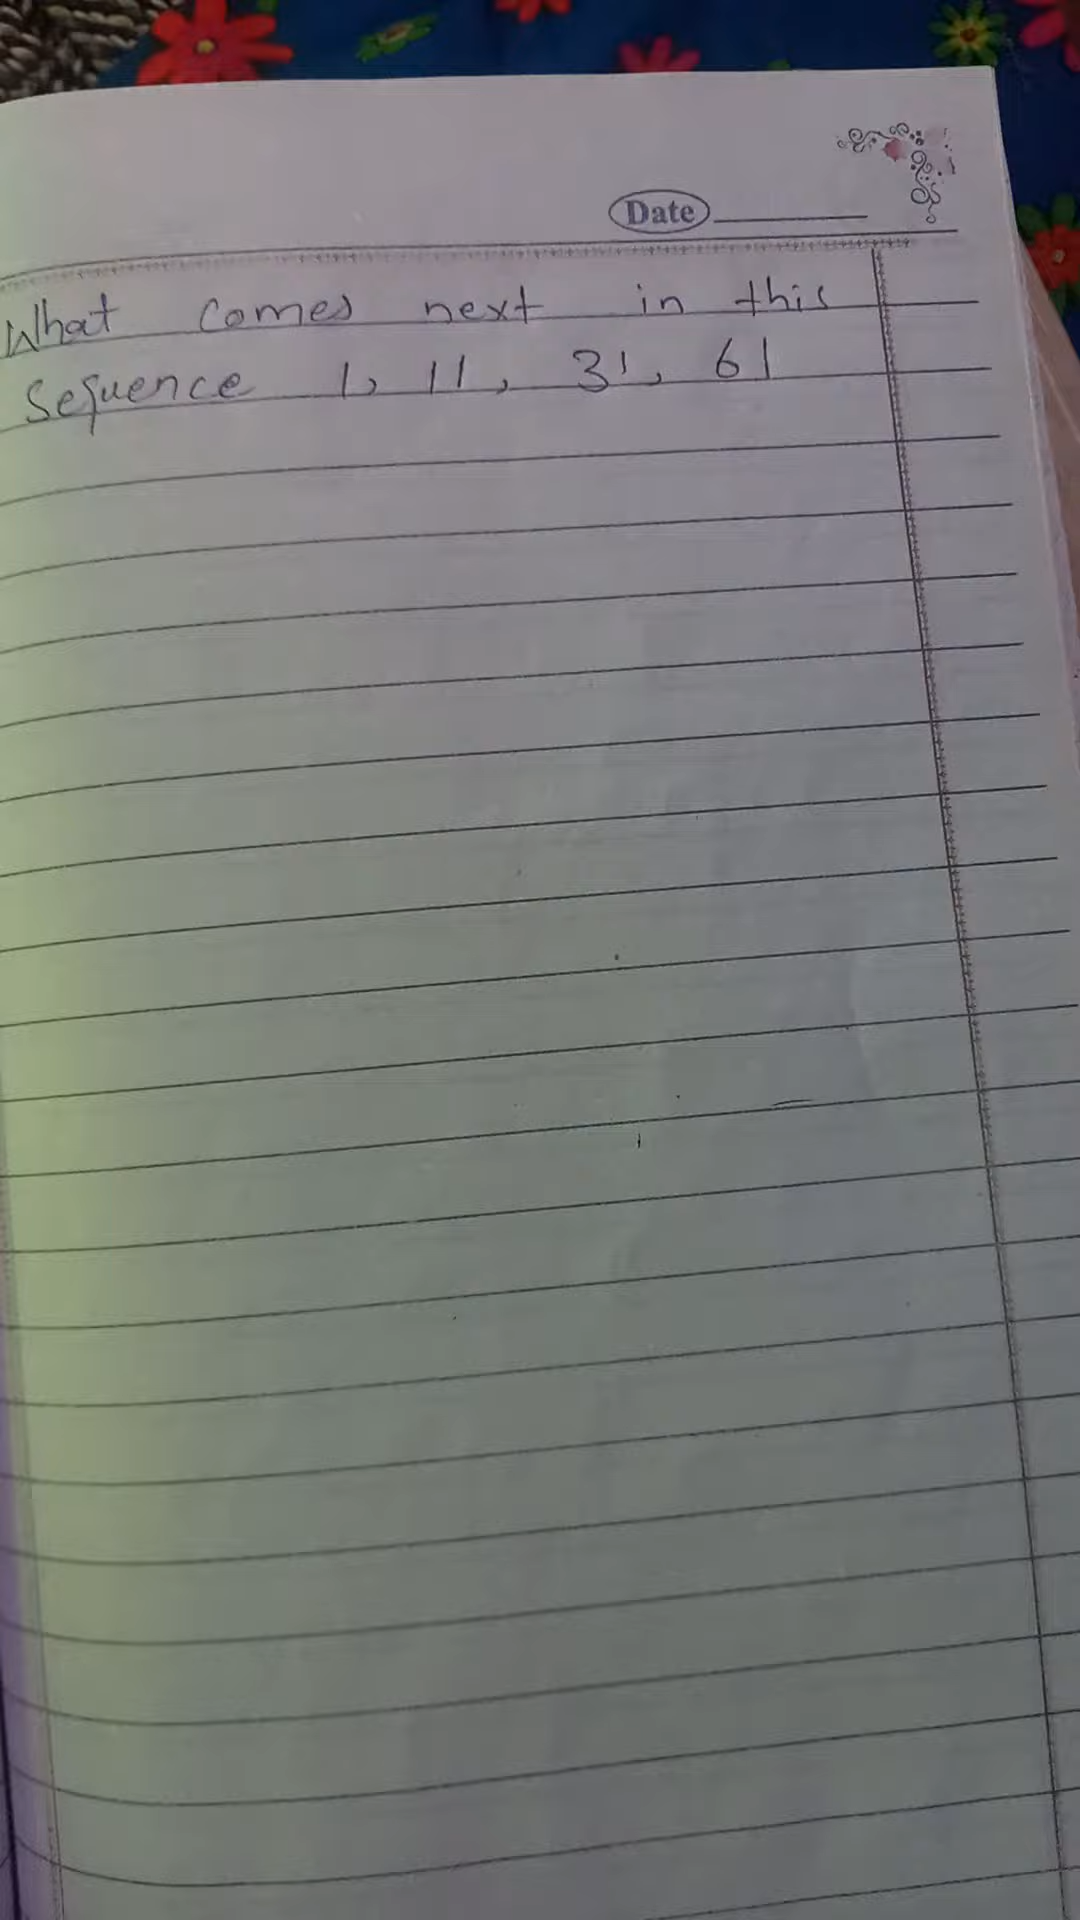 Date
What comes next in this
Sequence 1, 11, 31, 61